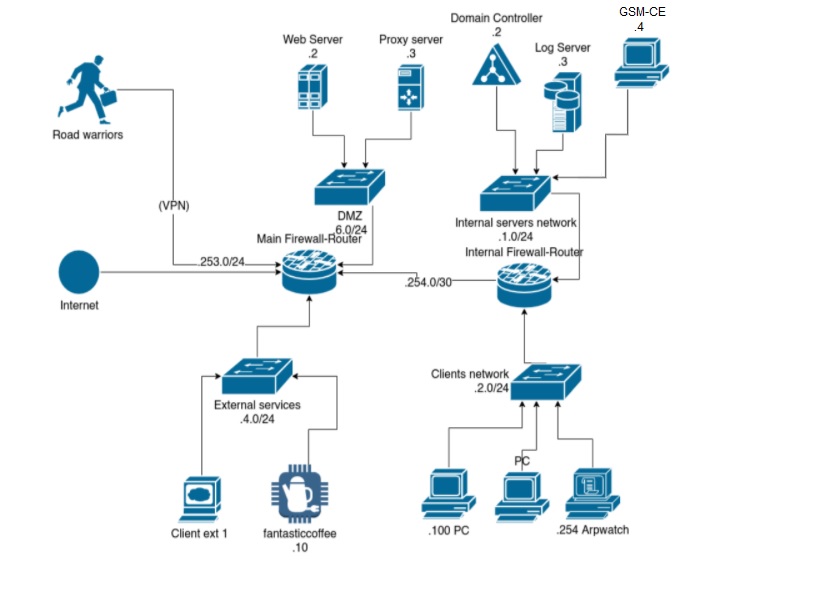 GSM-CE
.4
Domain Controller
.2
Web Server
.2
Proxy server
.3
Log Server
.3
Road warriors
(VPN)
DMZ
.6.0/24
Internal servers network
.1.0/24
Main Firewall-Router
Internal Firewall-Router
.253.0/24
.254.0/30
Internet
Clients network
.2.0/24
External services
.4.0/24
PC
Client ext 1
fantasticcoffee
.10
.100 PC
.254 Arpwatch